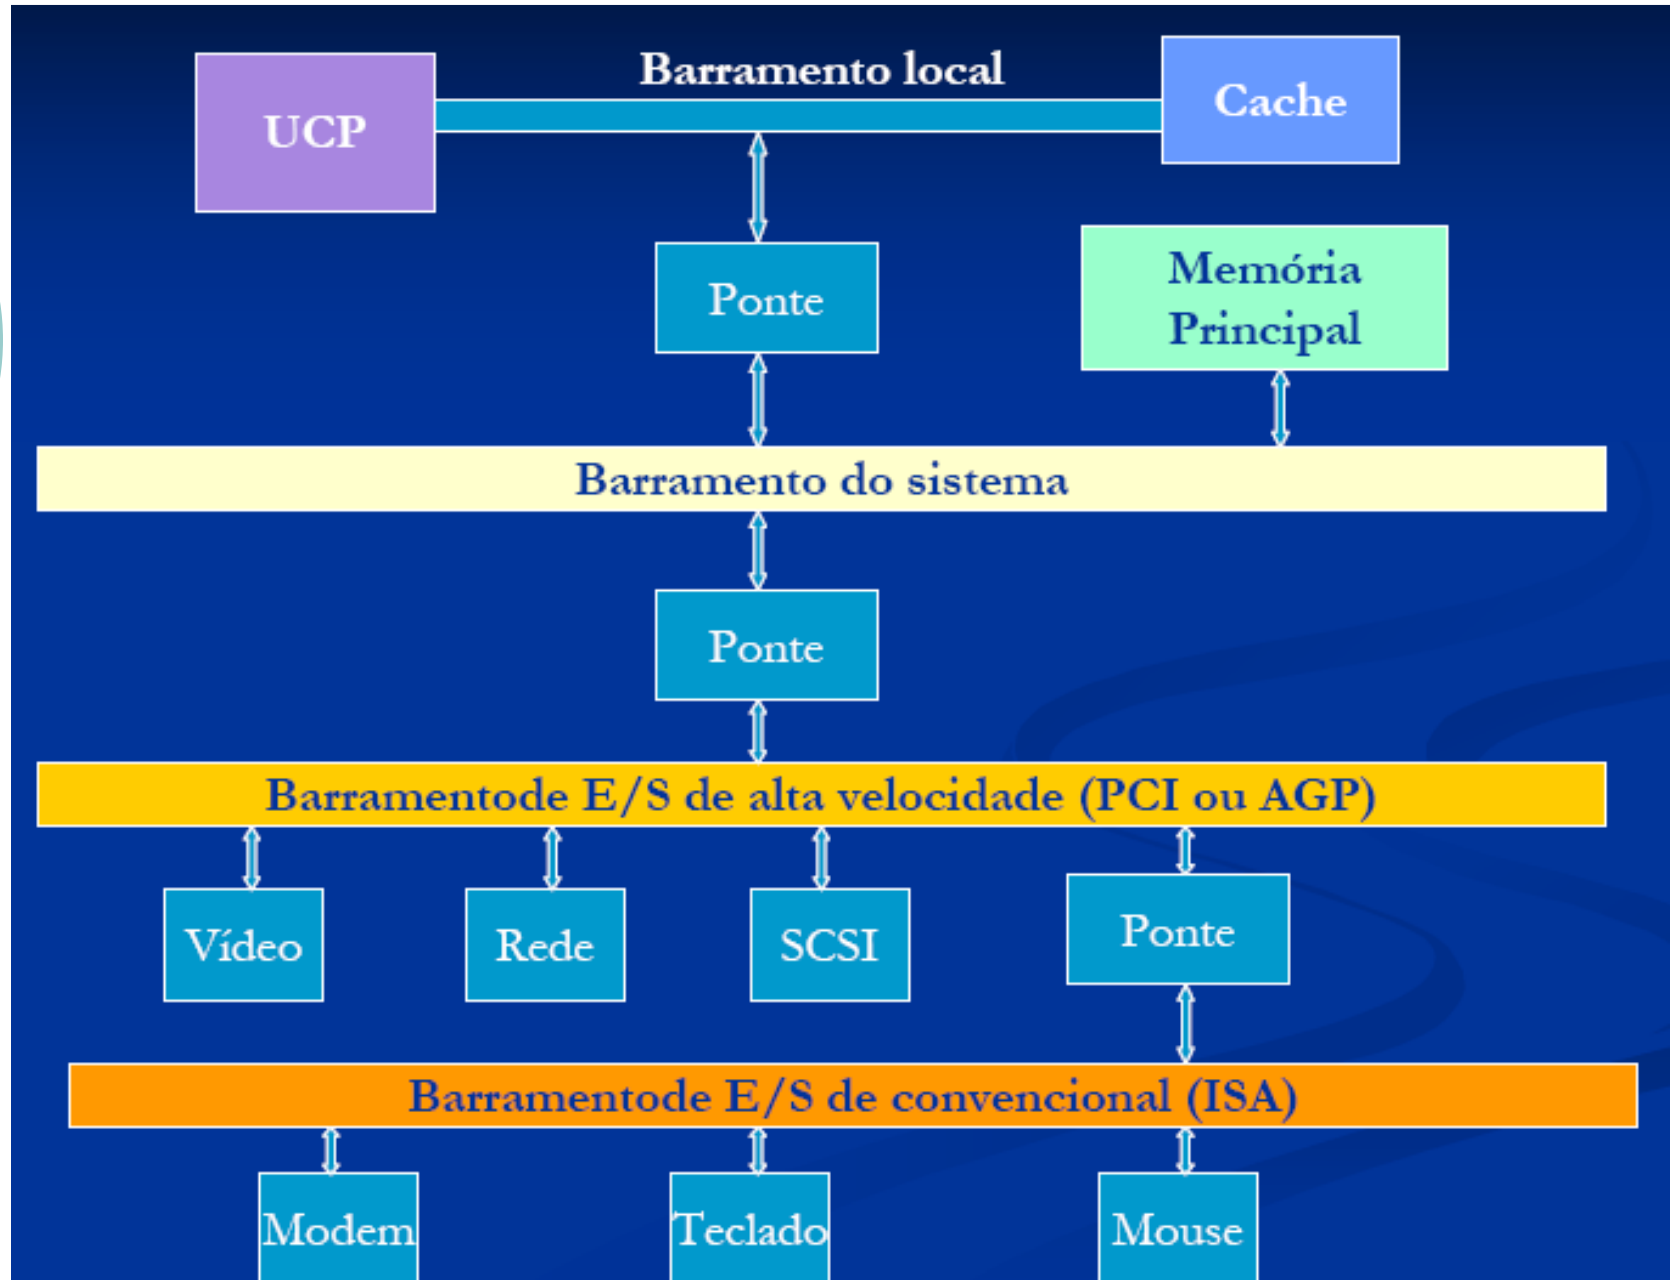 Barramento local
UCP
Cache
Ponte
Memória
Principal
Barramento do sistema
Ponte
Barramentode E/S de alta velocidade (PCI ou AGP)
Vídeo
Rede
SCSI
Ponte
Barramentode E/S de convencional (ISA)
Modem
Teclado
Mouse